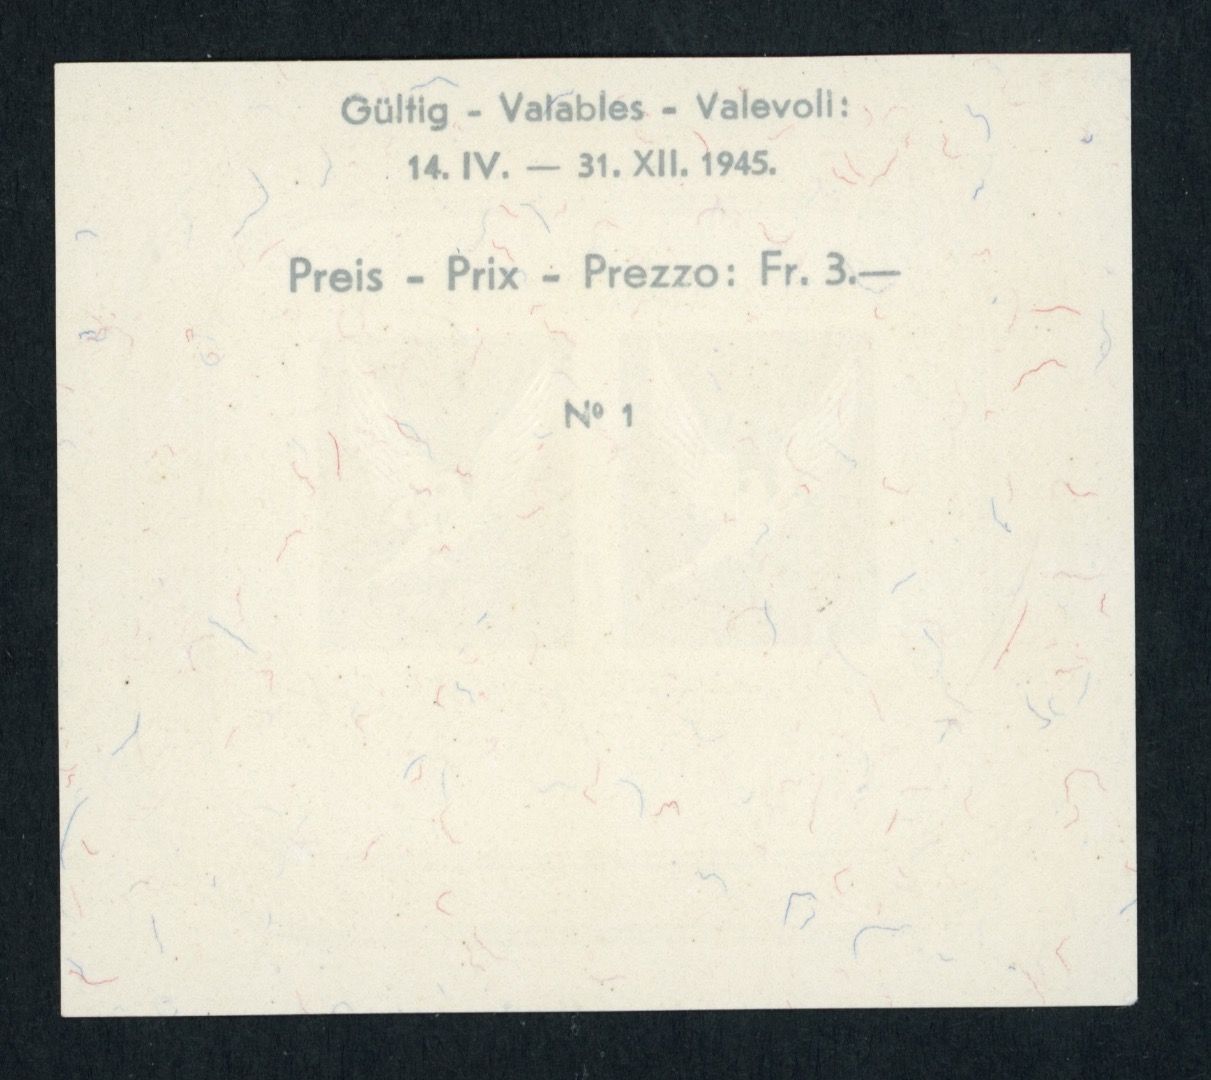 Gültig - Valables - Valevoli:
14. IV. — 31. XII. 1945.
Preis - Prix - Prezzo: Fr. 3.—
Nº 1